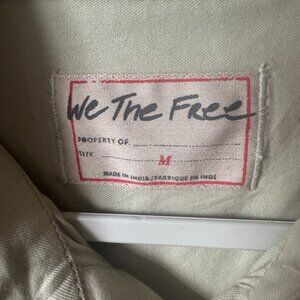 We The Free
PROPERTY OF
SIZE M
MADE IN INDIA / FABRIQUE EN INDE